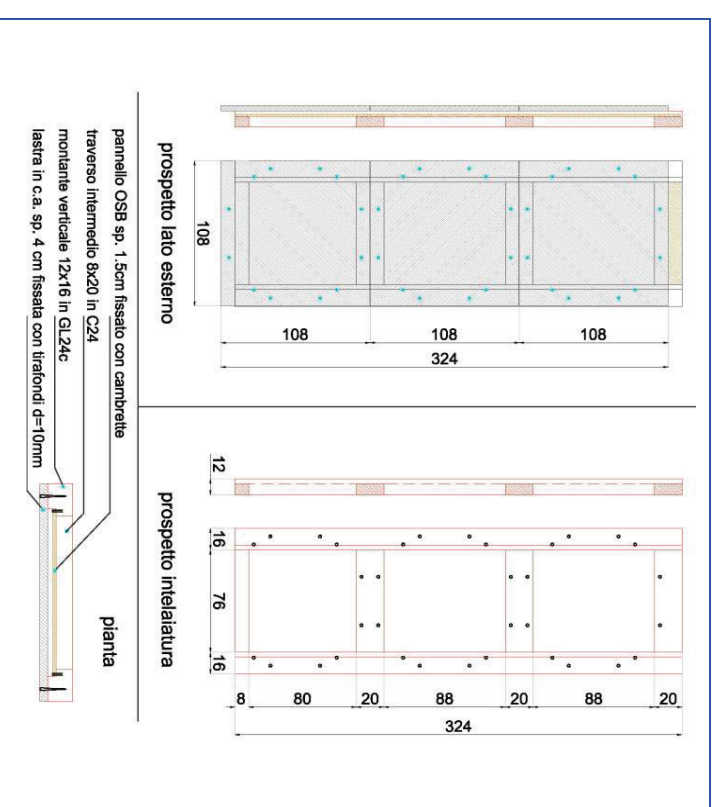 prospetto lato esterno
108
108
108
108
324
prospetto intelaiatura
12
16
76
16
8
80
20
88
20
88
20
324
pannello OSB sp. 1.5cm fissato con cambrette
traverso intermedio 8x20 in C24
montante verticale 12x16 in GL24c
lastra in c.a. sp. 4 cm fissata con tirafondi d=10mm
pianta